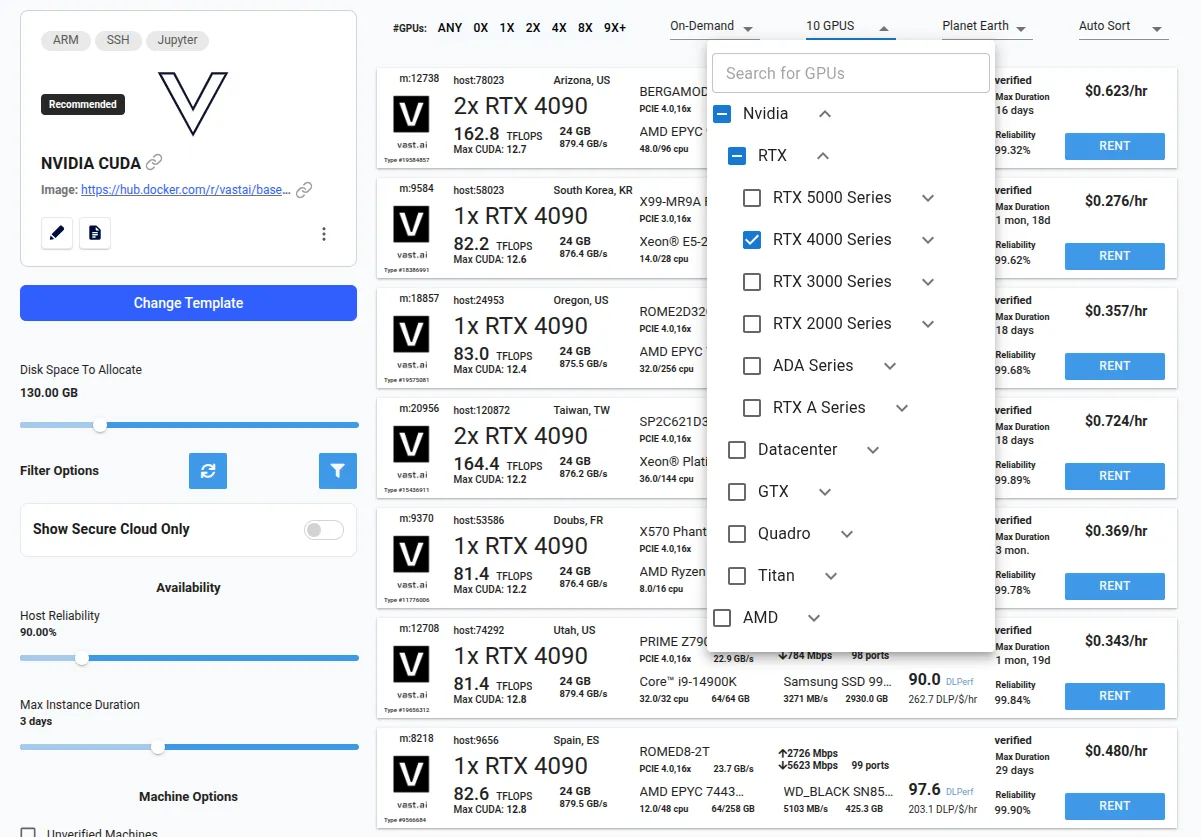 ARM SSH Jupyter
Recommended
NVIDIA CUDA
Image: https://hub.docker.com/r/vastai/base...
Change Template
Disk Space To Allocate
130.00 GB
Filter Options
Show Secure Cloud Only
Availability
Host Reliability
90.00%
Max Instance Duration
3 days
Machine Options
Unverified Machines
#GPUs: ANY 0X 1X 2X 4X 8X 9X+
On-Demand
10 GPUS
Planet Earth
Auto Sort
Search for GPUs
Nvidia
RTX
RTX 5000 Series
RTX 4000 Series
RTX 3000 Series
RTX 2000 Series
ADA Series
RTX A Series
Datacenter
GTX
Quadro
Titan
AMD
m:12738 host:78023 Arizona, US
vast.ai
Type #19584857
2x RTX 4090
162.8 TFLOPS 24 GB
Max CUDA: 12.7 879.4 GB/s
BERGAMOD
PCIE 4.0,16x
AMD EPYC
48.0/96 cpu
verified
Max Duration
16 days
Reliability
99.32%
$0.623/hr
RENT
m:9584 host:58023 South Korea, KR
vast.ai
Type #18386991
1x RTX 4090
82.2 TFLOPS 24 GB
Max CUDA: 12.6 876.4 GB/s
X99-MR9A
PCIE 3.0,16x
Xeon® E5-2
14.0/28 cpu
verified
Max Duration
1 mon, 18d
Reliability
99.62%
$0.276/hr
RENT
m:18857 host:24953 Oregon, US
vast.ai
Type #19575081
1x RTX 4090
83.0 TFLOPS 24 GB
Max CUDA: 12.4 875.5 GB/s
ROME2D32
PCIE 4.0,16x
AMD EPYC
32.0/256 cpu
verified
Max Duration
18 days
Reliability
99.68%
$0.357/hr
RENT
m:20956 host:120872 Taiwan, TW
vast.ai
Type #15436911
2x RTX 4090
164.4 TFLOPS 24 GB
Max CUDA: 12.2 876.2 GB/s
SP2C621D3
PCIE 4.0,16x
Xeon® Plati
36.0/144 cpu
verified
Max Duration
18 days
Reliability
99.89%
$0.724/hr
RENT
m:9370 host:53586 Doubs, FR
vast.ai
Type #11776006
1x RTX 4090
81.4 TFLOPS 24 GB
Max CUDA: 12.2 876.4 GB/s
X570 Phant
PCIE 4.0,16x
AMD Ryzen
8.0/16 cpu
verified
Max Duration
3 mon.
Reliability
99.78%
$0.369/hr
RENT
m:12708 host:74292 Utah, US
vast.ai
Type #19656312
1x RTX 4090
81.4 TFLOPS 24 GB
Max CUDA: 12.8 879.4 GB/s
PRIME Z790
PCIE 4.0,16x 22.9 GB/s
Core™ i9-14900K
32.0/32 cpu 64/64 GB
↓784 Mbps 98 ports
Samsung SSD 99...
3271 MB/s 2930.0 GB
90.0 DLPerf
262.7 DLP/$/hr
verified
Max Duration
1 mon, 19d
Reliability
99.84%
$0.343/hr
RENT
m:8218 host:9656 Spain, ES
vast.ai
Type #9566684
1x RTX 4090
82.6 TFLOPS 24 GB
Max CUDA: 12.8 879.5 GB/s
ROMED8-2T
PCIE 4.0,16x 23.7 GB/s
AMD EPYC 7443...
12.0/48 cpu 64/258 GB
↑2726 Mbps
↓5623 Mbps 99 ports
WD_BLACK SN85...
5103 MB/s 425.3 GB
97.6 DLPerf
203.1 DLP/$/hr
verified
Max Duration
29 days
Reliability
99.90%
$0.480/hr
RENT